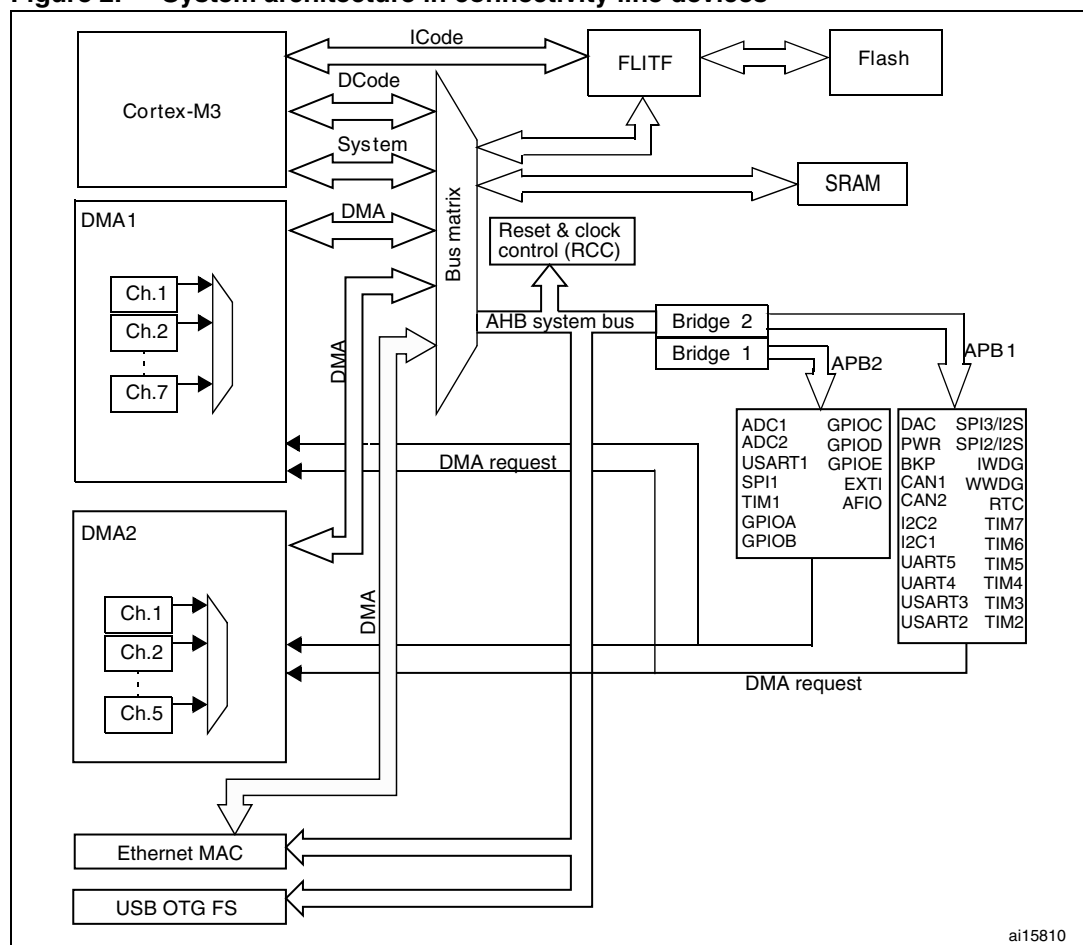 Figure 2. System architecture in connectivity line devices
ICode
FLITF
Flash
Cortex-M3
DCode
System
SRAM
DMA1
DMA
Bus matrix
Reset & clock
control (RCC)
Ch.1
Ch.2
Ch.7
AHB system bus
Bridge 2
Bridge 1
APB2
APB1
DMA
ADC1 GPIOC
ADC2 GPIOD
USART1 GPIOE
SPI1 EXTI
TIM1 AFIO
GPIOA
GPIOB
DAC SPI3/I2S
PWR SPI2/I2S
BKP IWDG
CAN1 WWDG
CAN2 RTC
I2C2 TIM7
I2C1 TIM6
UART5 TIM5
UART4 TIM4
USART3 TIM3
USART2 TIM2
DMA request
DMA2
Ch.1
Ch.2
Ch.5
DMA
DMA request
Ethernet MAC
USB OTG FS
ai15810